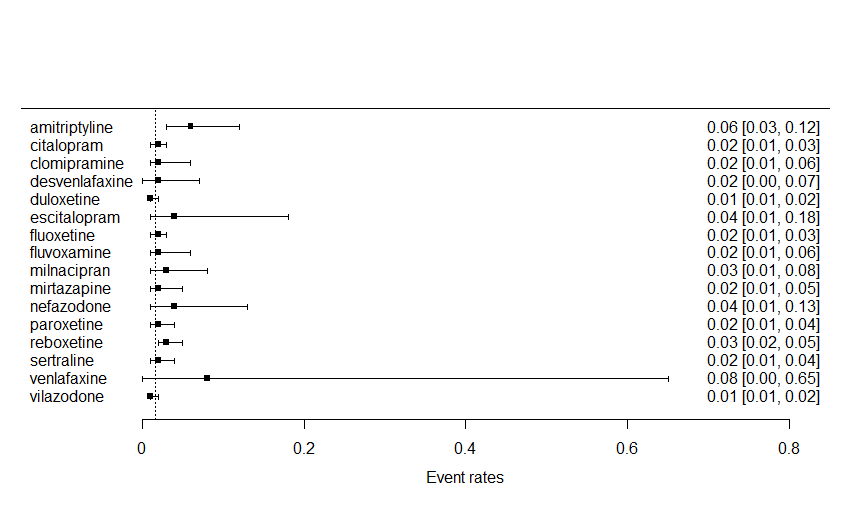 amitriptyline 0.06 [0.03, 0.12]
citalopram 0.02 [0.01, 0.03]
clomipramine 0.02 [0.01, 0.06]
desvenlafaxine 0.02 [0.00, 0.07]
duloxetine 0.01 [0.01, 0.02]
escitalopram 0.04 [0.01, 0.18]
fluoxetine 0.02 [0.01, 0.03]
fluvoxamine 0.02 [0.01, 0.06]
milnacipran 0.03 [0.01, 0.08]
mirtazapine 0.02 [0.01, 0.05]
nefazodone 0.04 [0.01, 0.13]
paroxetine 0.02 [0.01, 0.04]
reboxetine 0.03 [0.02, 0.05]
sertraline 0.02 [0.01, 0.04]
venlafaxine 0.08 [0.00, 0.65]
vilazodone 0.01 [0.01, 0.02]
0 0.2 0.4 0.6 0.8
Event rates